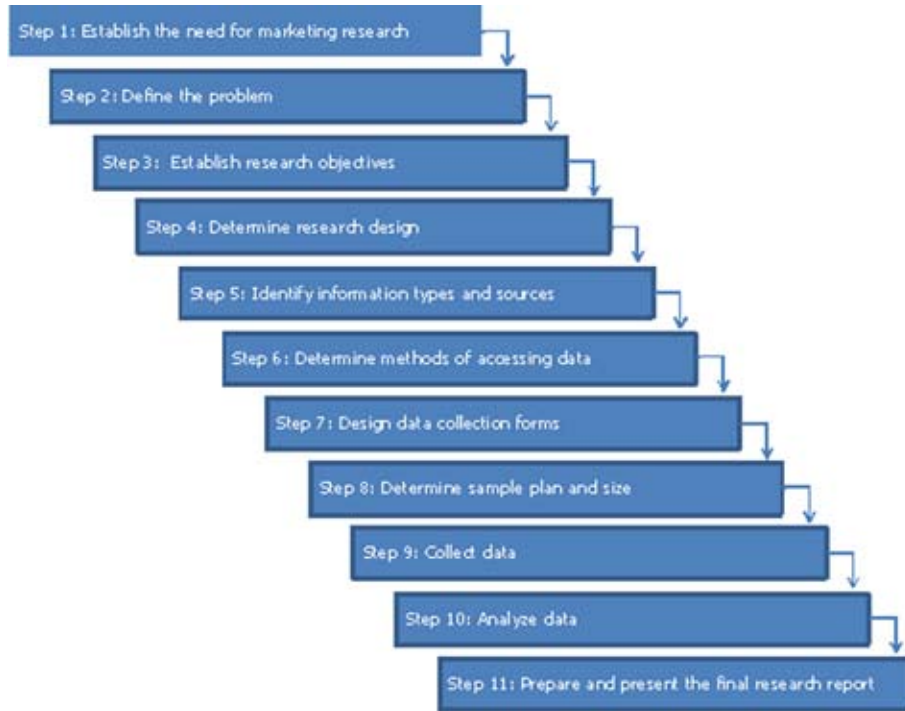 Step 1: Establish the need for marketing research
Step 2: Define the problem
Step 3: Establish research objectives
Step 4: Determine research design
Step 5: Identify information types and sources
Step 6: Determine methods of accessing data
Step 7: Design data collection forms
Step 8: Determine sample plan and size
Step 9: Collect data
Step 10: Analyze data
Step 11: Prepare and present the final research report